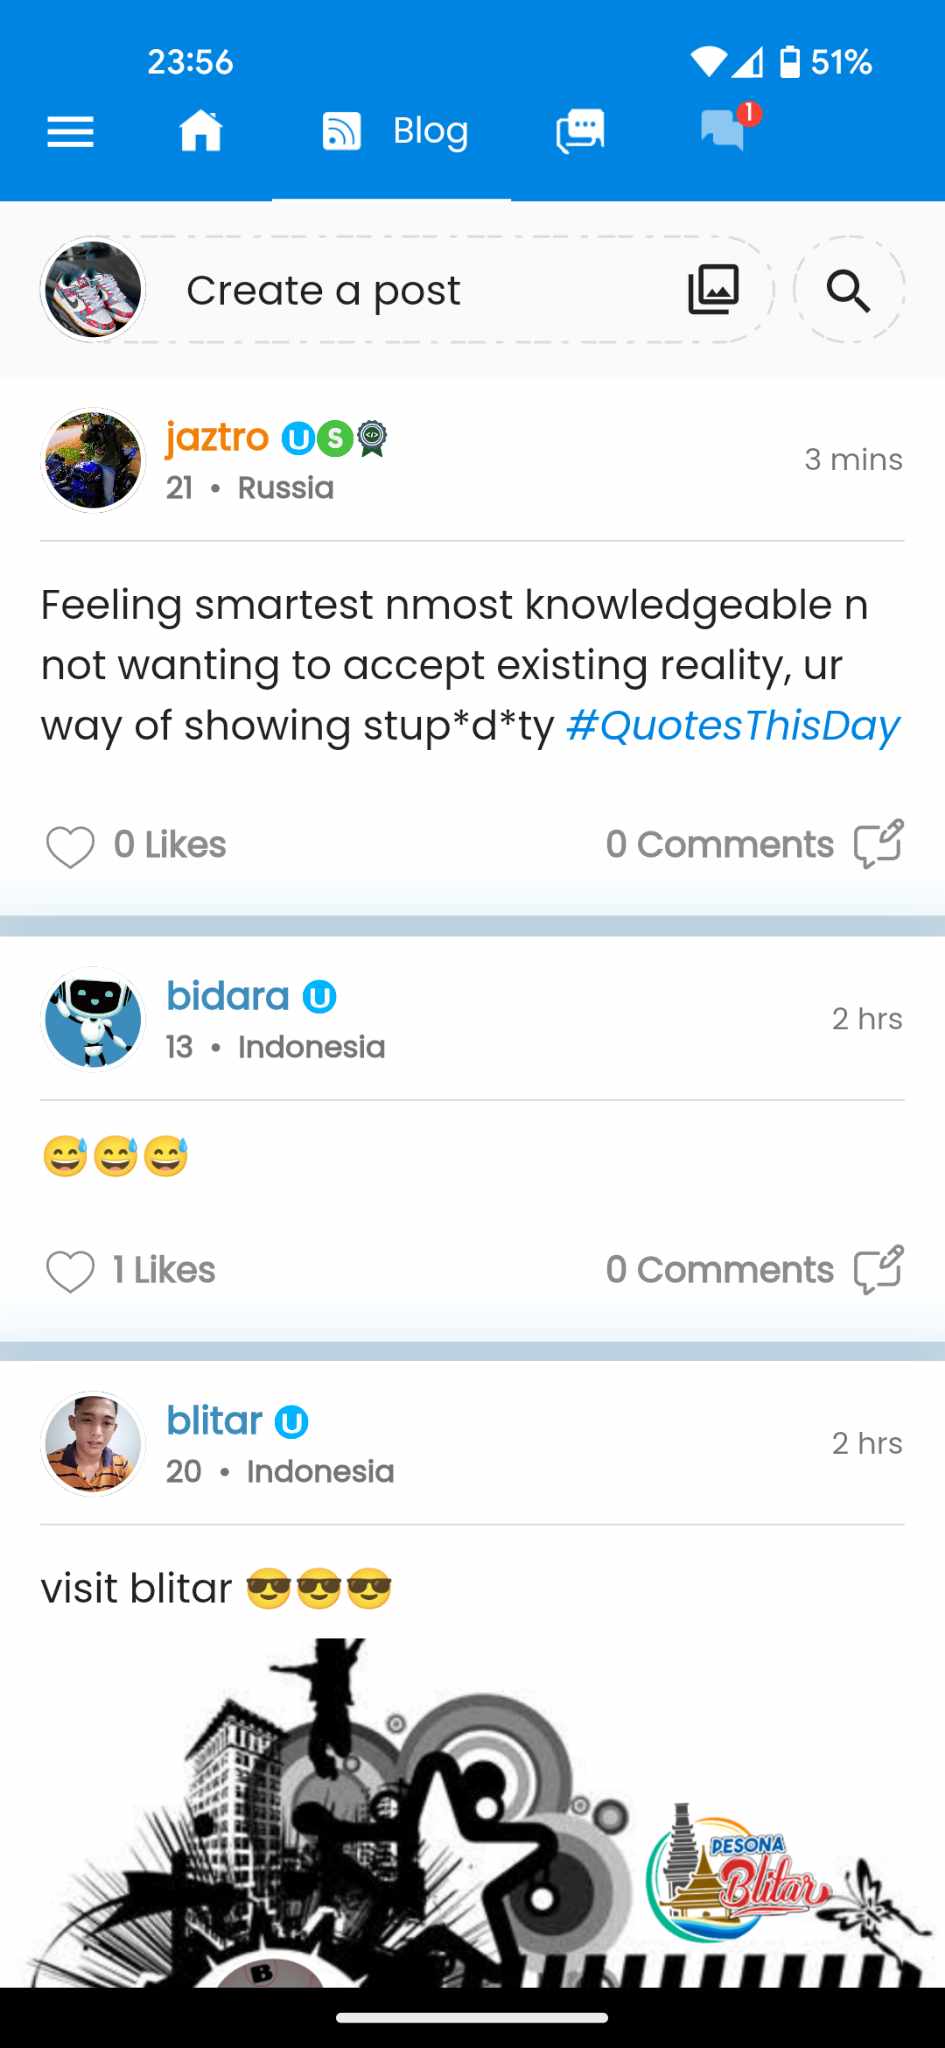 23:56
51%
Blog
1
Create a post
jaztro U S
3 mins
21 • Russia
Feeling smartest nmost knowledgeable n
not wanting to accept existing reality, ur
way of showing stup*d*ty #QuotesThisDay
0 Likes
0 Comments
bidara U
2 hrs
13 • Indonesia
😅😅😅
1 Likes
0 Comments
blitar U
2 hrs
20 • Indonesia
visit blitar 😎😎😎
PESONA
Blitar
B